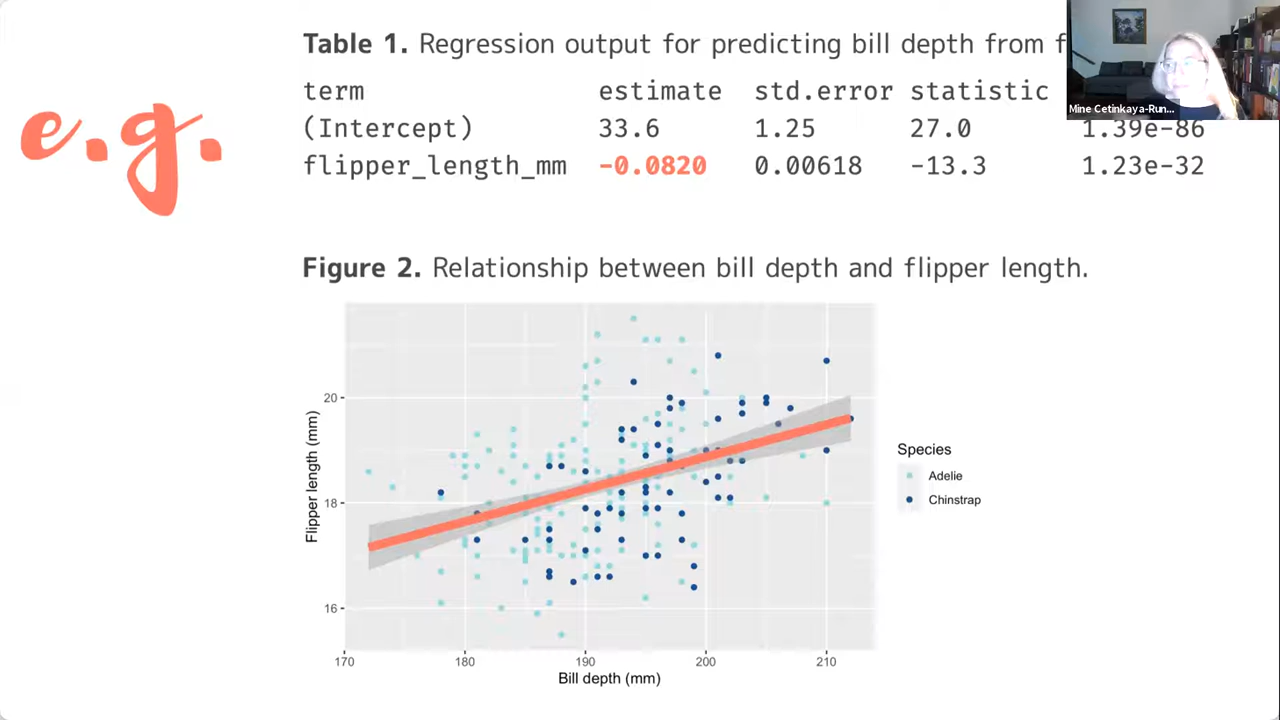 e.g.
Table 1. Regression output for predicting bill depth from f
term estimate std.error statistic
(Intercept) 33.6 1.25 27.0 1.39e-86
flipper_length_mm -0.0820 0.00618 -13.3 1.23e-32
Mine Cetinkaya-Run...
Figure 2. Relationship between bill depth and flipper length.
Flipper length (mm)
20
18
16
170 180 190 200 210
Bill depth (mm)
Species
Adelie
Chinstrap